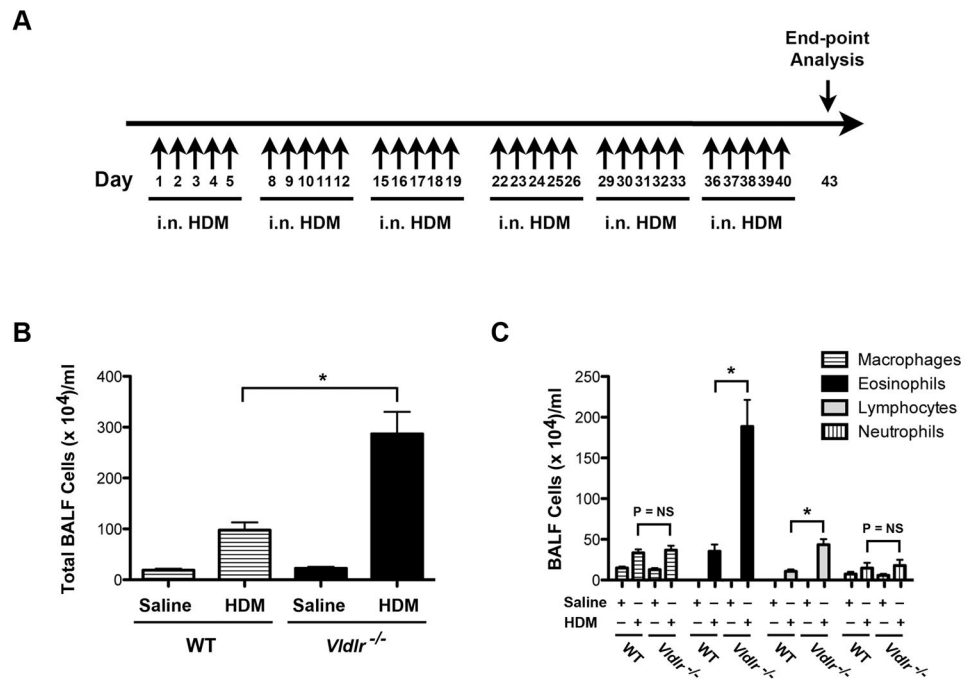 A
End-point
Analysis
Day 1 2 3 4 5 8 9 10 11 12 15 16 17 18 19 22 23 24 25 26 29 30 31 32 33 36 37 38 39 40 43
i.n. HDM i.n. HDM i.n. HDM i.n. HDM i.n. HDM i.n. HDM
B
Total BALF Cells (x 10⁴)/ml
400
300
200
100
0
*
Saline HDM Saline HDM
WT Vldlr -/-
C
Macrophages
Eosinophils
Lymphocytes
Neutrophils
BALF Cells (x 10⁴)/ml
250
200
150
100
50
0
P = NS
*
*
P = NS
Saline + – + – + – + – + – + – + – + –
HDM – + – + – + – + – + – + – + – +
WT Vldlr -/- WT Vldlr -/- WT Vldlr -/- WT Vldlr -/-